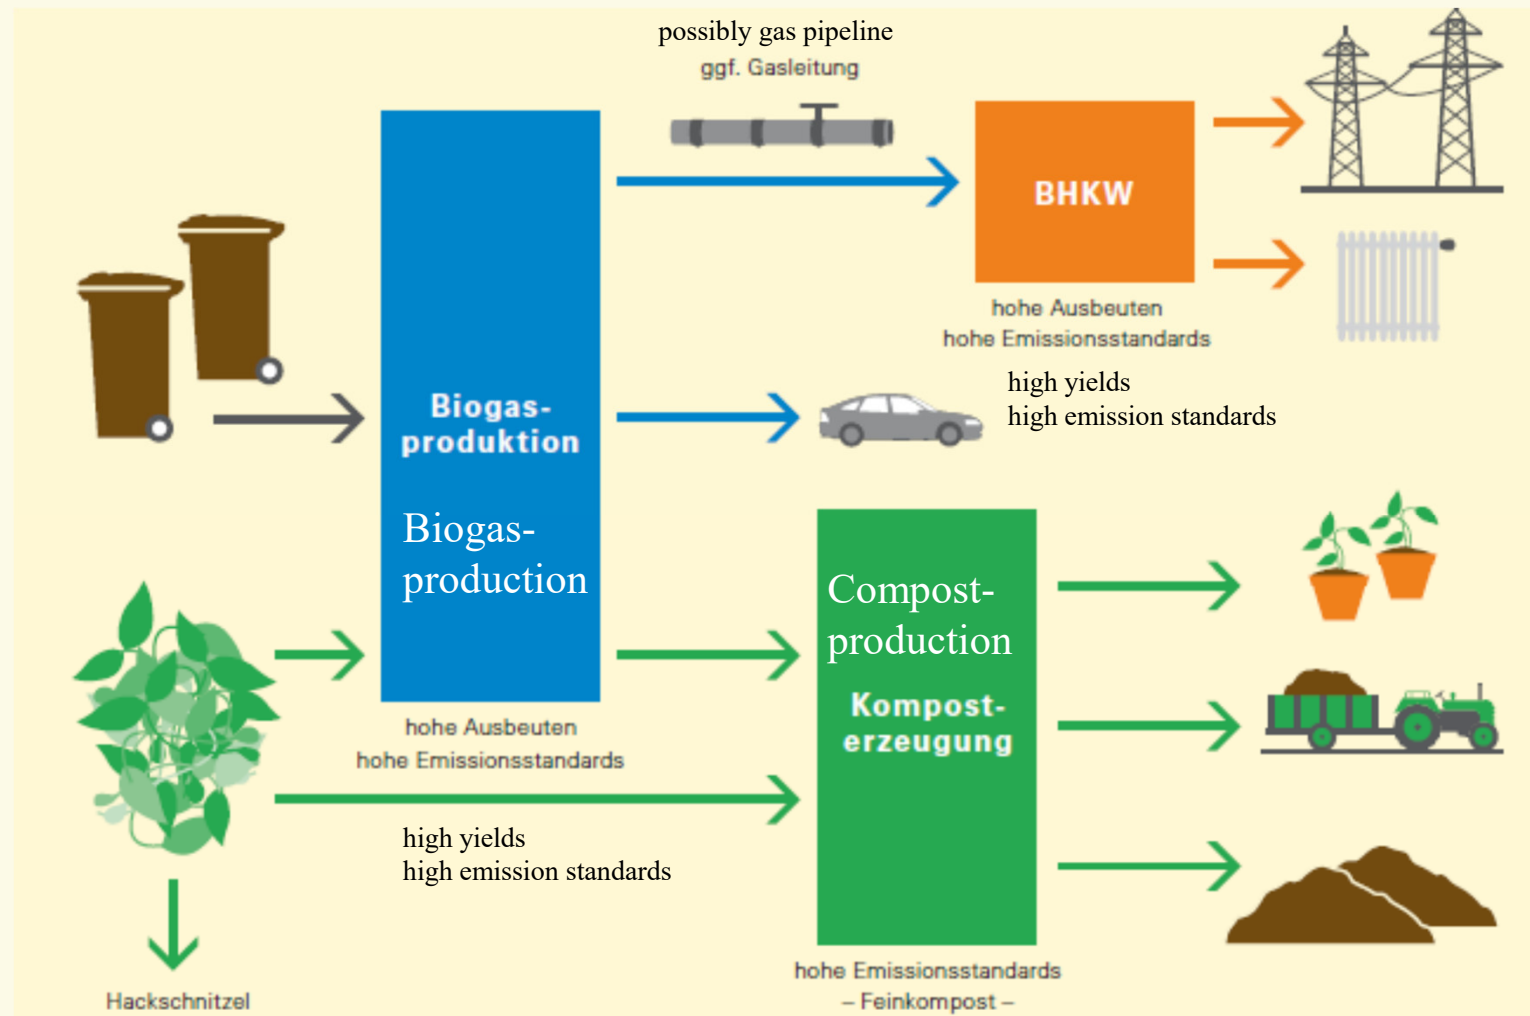 possibly gas pipeline
ggf. Gasleitung
BHKW
hohe Ausbeuten
hohe Emissionsstandards
high yields
high emission standards
Biogas-
produktion
Biogas-
production
hohe Ausbeuten
hohe Emissionsstandards
high yields
high emission standards
Compost-
production
Kompost-
erzeugung
hohe Emissionsstandards
– Feinkompost –
Hackschnitzel